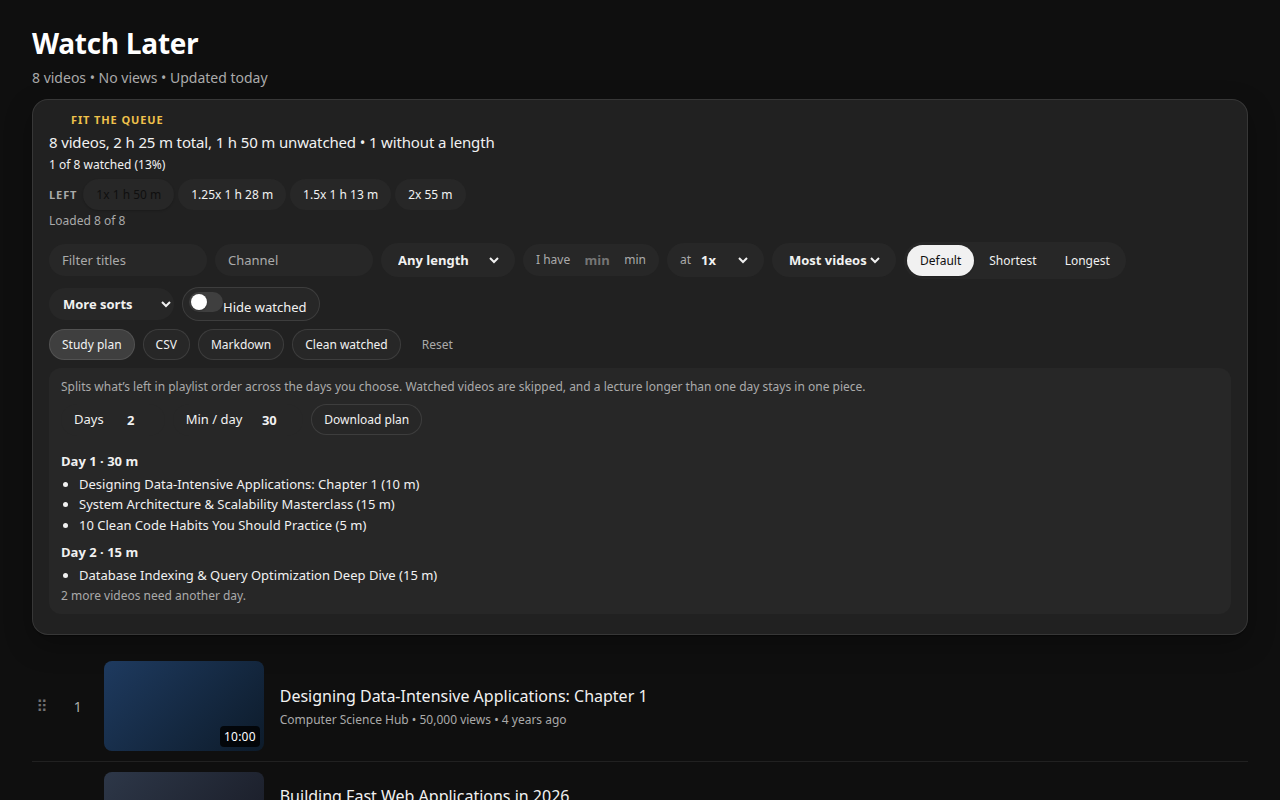 Watch Later
8 videos • No views • Updated today
FIT THE QUEUE
8 videos, 2 h 25 m total, 1 h 50 m unwatched • 1 without a length
1 of 8 watched (13%)
LEFT 1x 1 h 50 m 1.25x 1 h 28 m 1.5x 1 h 13 m 2x 55 m
Loaded 8 of 8
Filter titles Channel Any length I have min min at 1x Most videos Default Shortest Longest
More sorts Hide watched
Study plan CSV Markdown Clean watched Reset
Splits what's left in playlist order across the days you choose. Watched videos are skipped, and a lecture longer than one day stays in one piece.
Days 2 Min / day 30 Download plan
Day 1 · 30 m
• Designing Data-Intensive Applications: Chapter 1 (10 m)
• System Architecture & Scalability Masterclass (15 m)
• 10 Clean Code Habits You Should Practice (5 m)
Day 2 · 15 m
• Database Indexing & Query Optimization Deep Dive (15 m)
2 more videos need another day.
1
10:00
Designing Data-Intensive Applications: Chapter 1
Computer Science Hub • 50,000 views • 4 years ago
Building Fast Web Applications in 2026